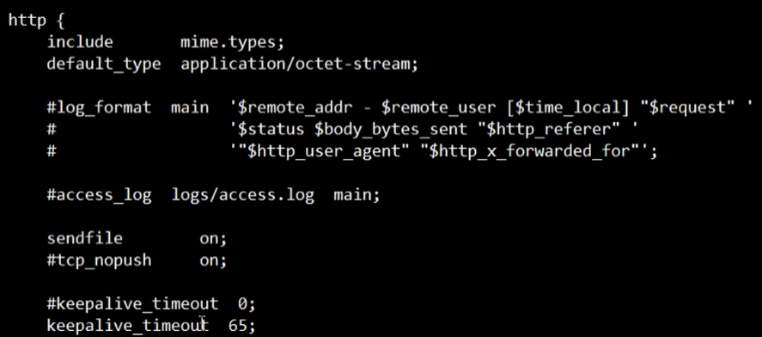 http {
    include       mime.types;
    default_type  application/octet-stream;
    #log_format  main  '$remote_addr - $remote_user [$time_local] "$request" '
    #                  '$status $body_bytes_sent "$http_referer" '
    #                  '"$http_user_agent" "$http_x_forwarded_for"';
    #access_log  logs/access.log  main;
    sendfile        on;
    #tcp_nopush     on;
    #keepalive_timeout  0;
    keepalive_timeout  65;